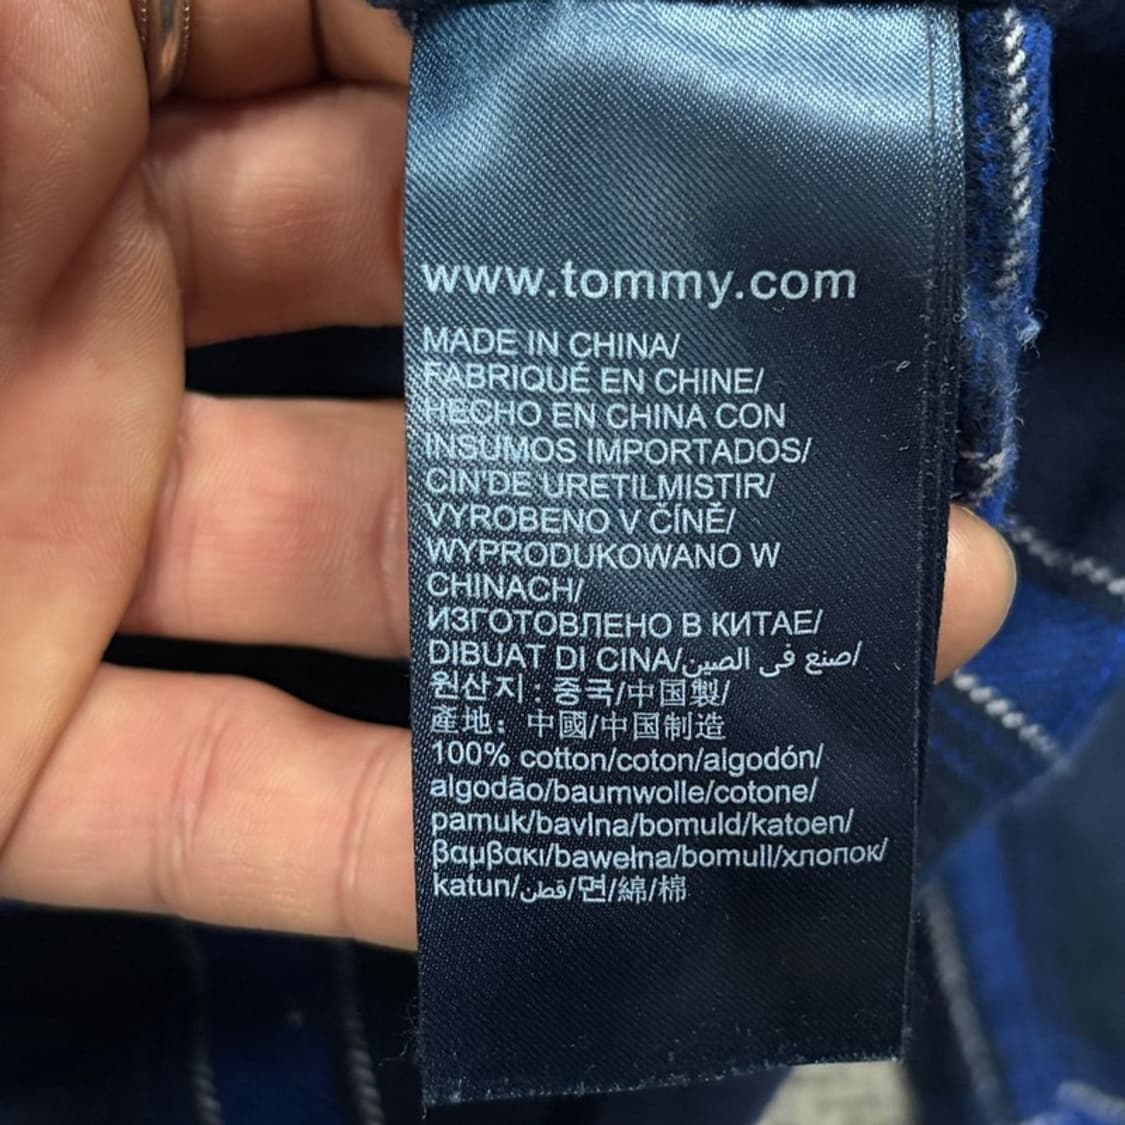 www.tommy.com
MADE IN CHINA/
FABRIQUÉ EN CHINE/
HECHO EN CHINA CON
INSUMOS IMPORTADOS/
CIN'DE URETILMISTIR/
VYROBENO V ČÍNĚ/
WYPRODUKOWANO W
CHINACH/
ИЗГОТОВЛЕНО В КИТАЕ/
DIBUAT DI CINA/صنع في الصين/
원산지 : 중국/中国製/
產地: 中國/中国制造
100% cotton/coton/algodón/
algodão/baumwolle/cotone/
pamuk/bavlna/bomuld/katoen/
βαμβακι/bawełna/bomull/хлопок/
katun/قطن/면/綿/棉